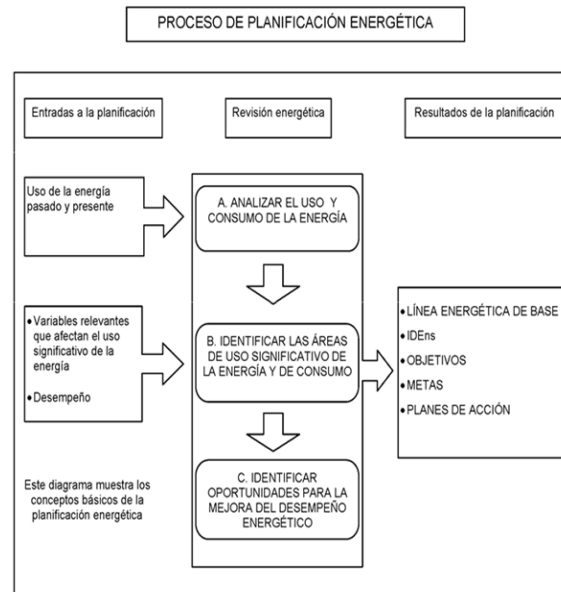 PROCESO DE PLANIFICACIÓN ENERGÉTICA
Entradas a la planificación
Revisión energética
Resultados de la planificación
Uso de la energía
pasado y presente
A. ANALIZAR EL USO Y
CONSUMO DE LA ENERGÍA
• Variables relevantes
que afectan el uso
significativo de la
energía
• Desempeño
B. IDENTIFICAR LAS ÁREAS
DE USO SIGNIFICATIVO DE
LA ENERGÍA Y DE CONSUMO
• LÍNEA ENERGÉTICA DE BASE
• IDEns
• OBJETIVOS
• METAS
• PLANES DE ACCIÓN
Este diagrama muestra los
conceptos básicos de la
planificación energética
C. IDENTIFICAR
OPORTUNIDADES PARA LA
MEJORA DEL DESEMPEÑO
ENERGÉTICO